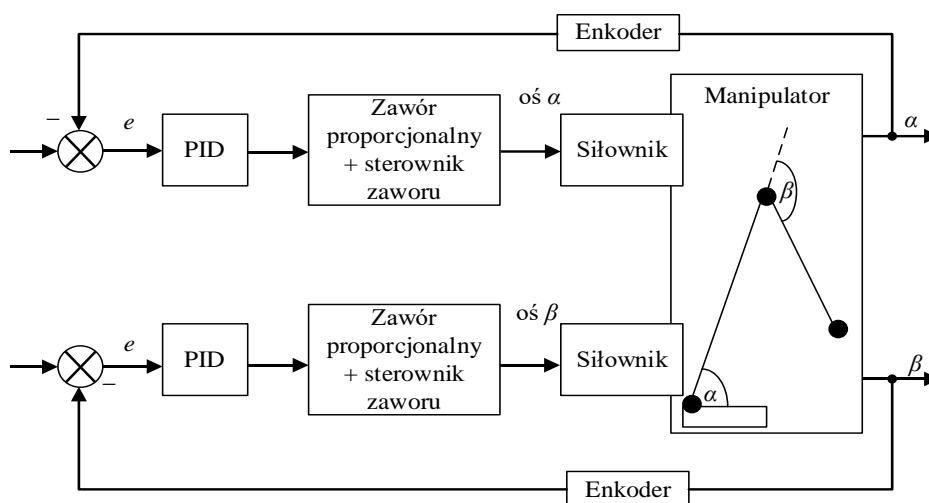 Enkoder
oś α
Manipulator
α
−
e
PID
Zawór
proporcjonalny
+ sterownik
zaworu
Siłownik
β
oś β
e
PID
Zawór
proporcjonalny
+ sterownik
zaworu
Siłownik
−
α
β
Enkoder